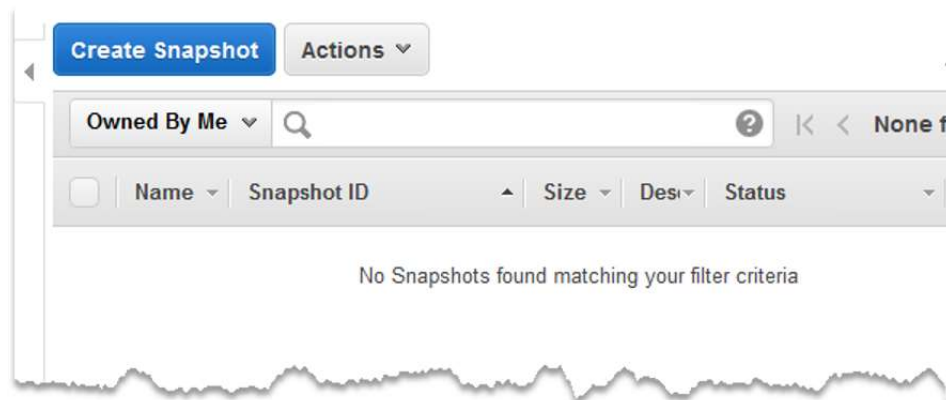 Create Snapshot Actions
Owned By Me None f
Name Snapshot ID Size Des Status
No Snapshots found matching your filter criteria